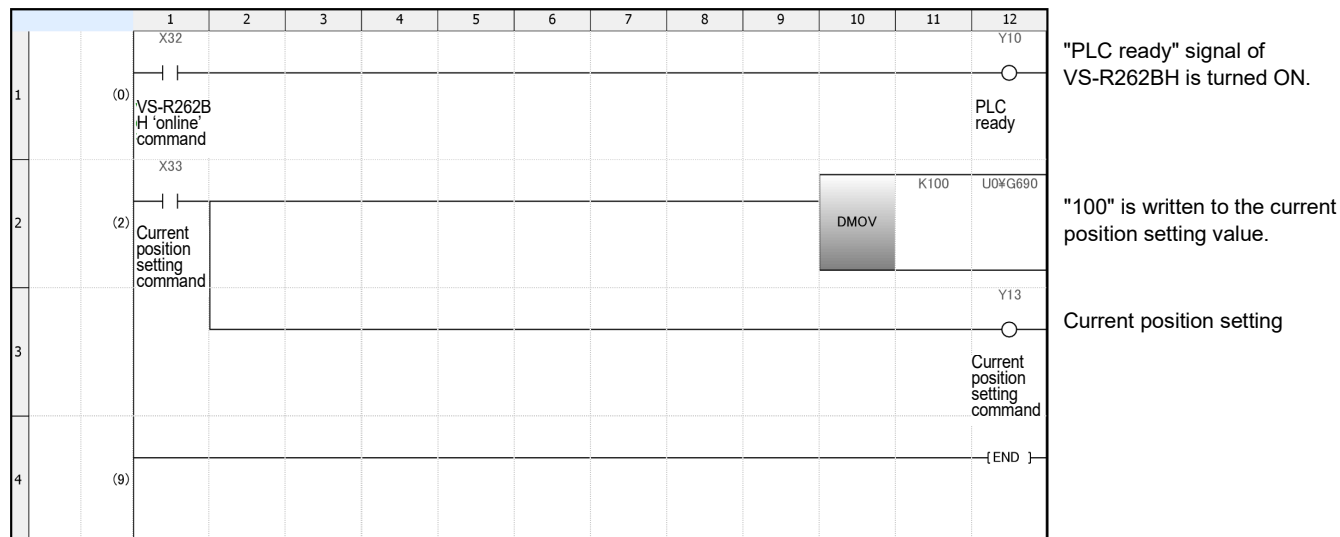 1 2 3 4 5 6 7 8 9 10 11 12
X32 Y10
"PLC ready" signal of
VS-R262BH is turned ON.
1 (0)
VS-R262B
H ‘online’
command
PLC
ready
X33
K100 U0¥G690
DMOV
"100" is written to the current
position setting value.
2 (2)
Current
position
setting
command
Y13
Current position setting
3
Current
position
setting
command
[END]
4 (9)